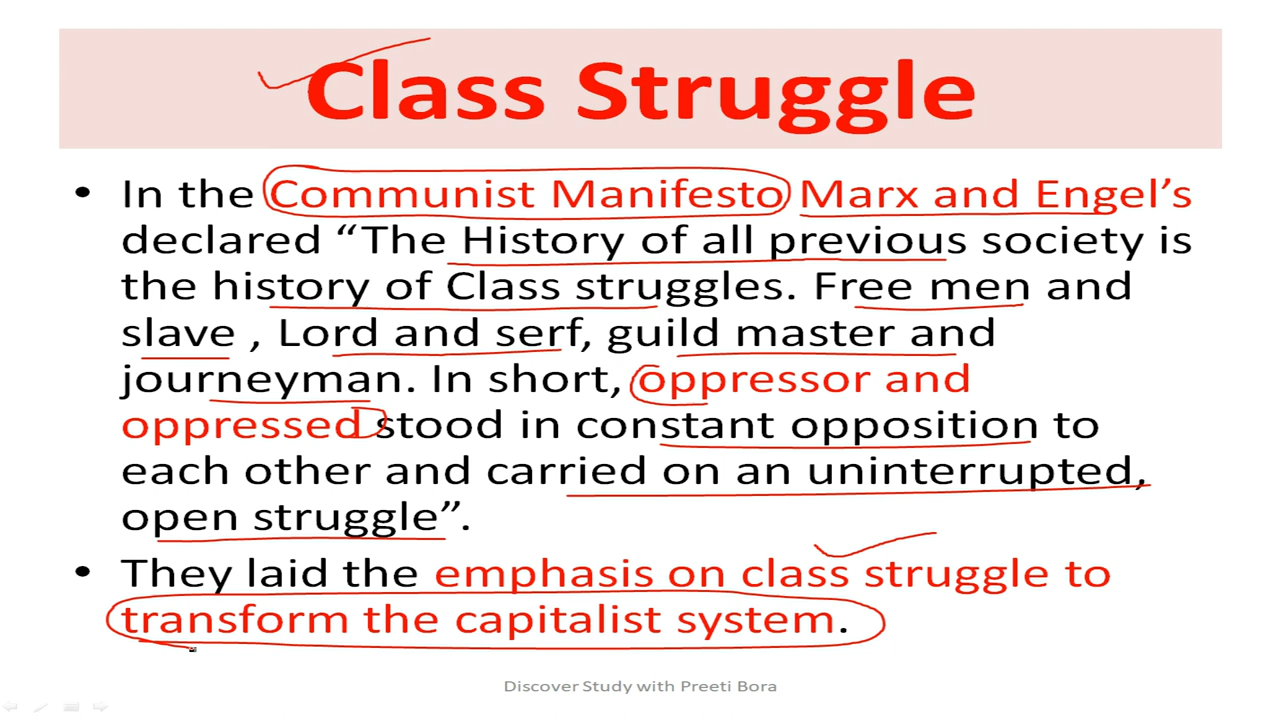 Class Struggle
• In the Communist Manifesto Marx and Engel’s
declared “The History of all previous society is
the history of Class struggles. Free men and
slave , Lord and serf, guild master and
journeyman. In short, oppressor and
oppressed stood in constant opposition to
each other and carried on an uninterrupted,
open struggle”.
• They laid the emphasis on class struggle to
transform the capitalist system.
Discover Study with Preeti Bora